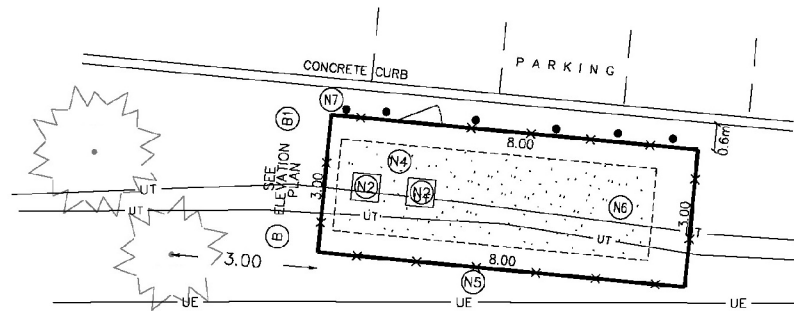 PARKING
CONCRETE CURB
N7
B1
0.6m
8.00
N4
SEE
ELEVATION
PLAN
3.00
N2
N2
N6
3.00
UT
UT
UT
UT
UT
B
3.00
8.00
N5
UE
UE
UE